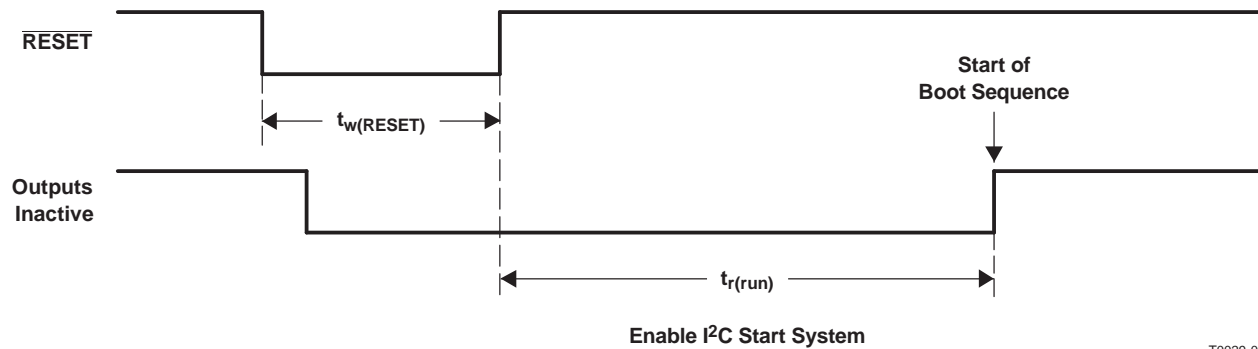 RESET
Start of
Boot Sequence
tw(RESET)
Outputs
Inactive
tr(run)
Enable I2C Start System